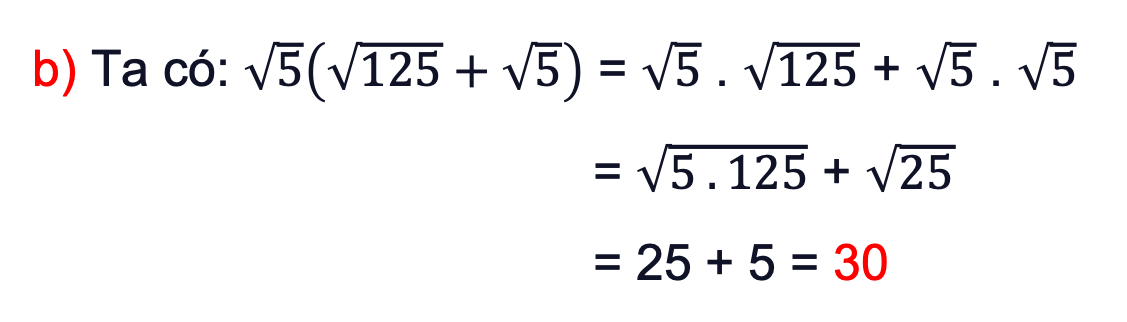 b) Ta có: √5(√125 + √5) = √5 . √125 + √5 . √5
= √5 . 125 + √25
= 25 + 5 = 30